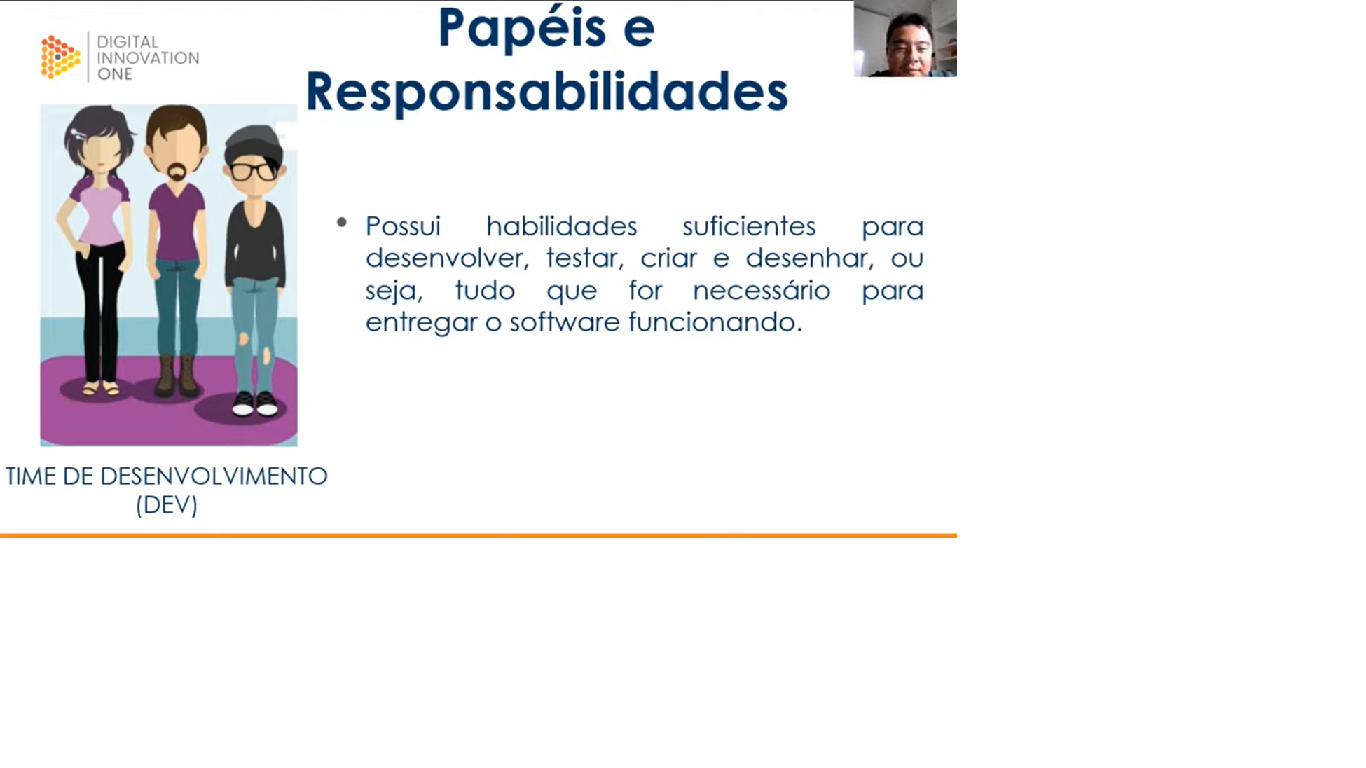 Papéis e
Responsabilidades
DIGITAL
INNOVATION
ONE
Possui habilidades suficientes para
desenvolver, testar, criar e desenhar, ou
seja, tudo que for necessário para
entregar o software funcionando.
TIME DE DESENVOLVIMENTO
(DEV)